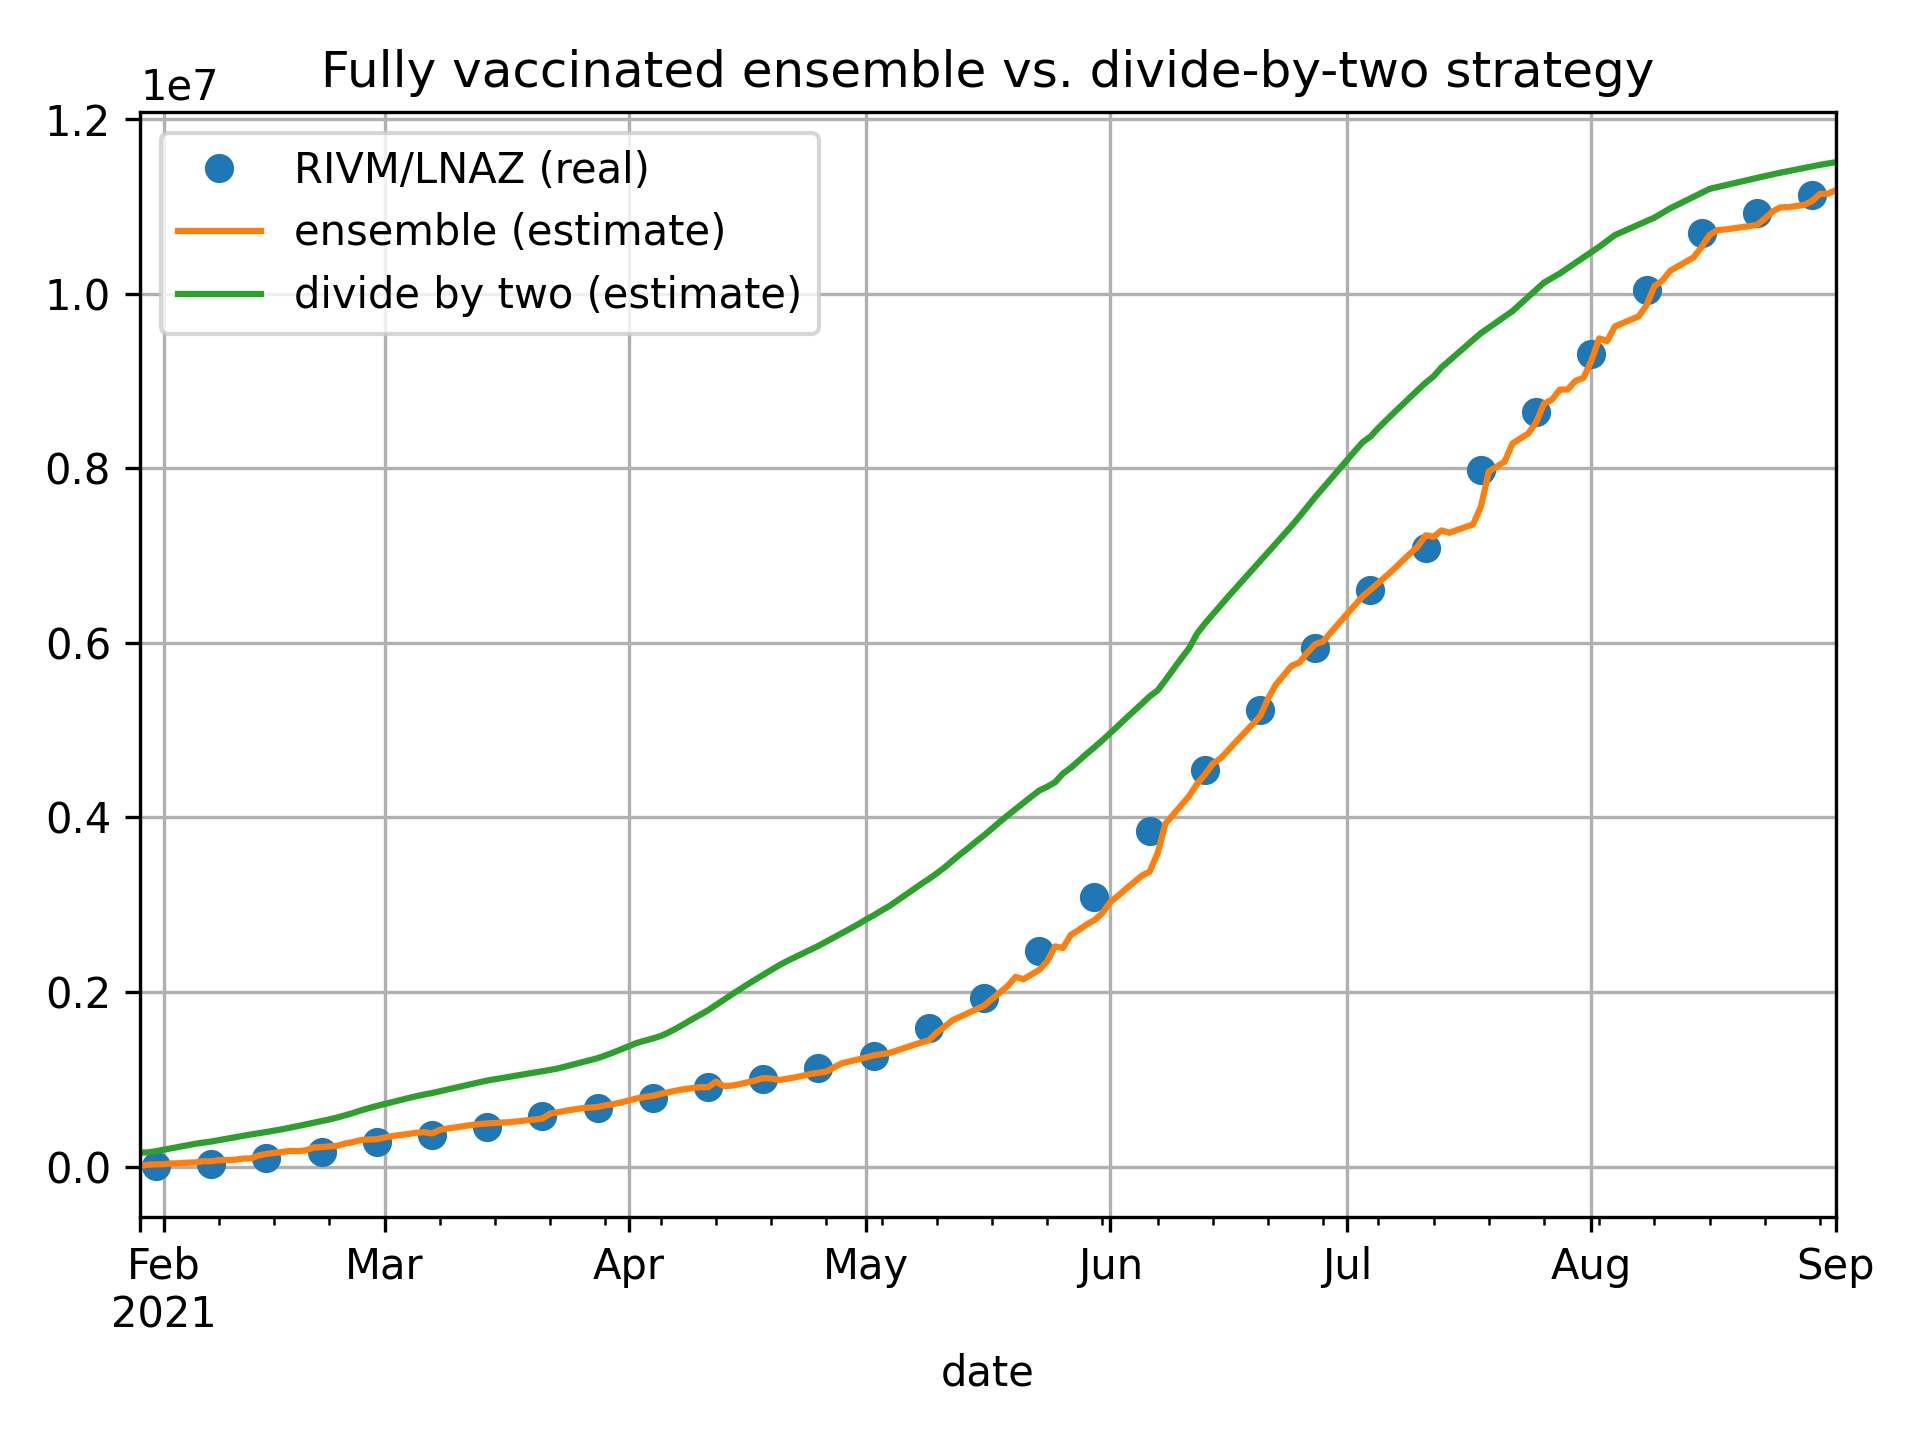 Fully vaccinated ensemble vs. divide-by-two strategy
1e7
1.2
1.0
0.8
0.6
0.4
0.2
0.0
RIVM/LNAZ (real)
ensemble (estimate)
divide by two (estimate)
Feb Mar Apr May Jun Jul Aug Sep
2021
date